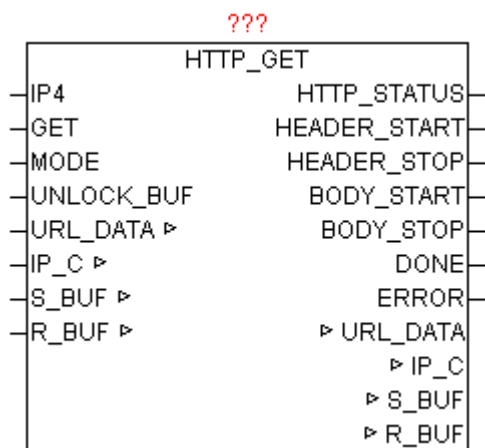 ???
HTTP_GET
IP4 HTTP_STATUS
GET HEADER_START
MODE HEADER_STOP
UNLOCK_BUF BODY_START
URL_DATA ▷ BODY_STOP
IP_C ▷ DONE
S_BUF ▷ ERROR
R_BUF ▷ ▷ URL_DATA
▷ IP_C
▷ S_BUF
▷ R_BUF